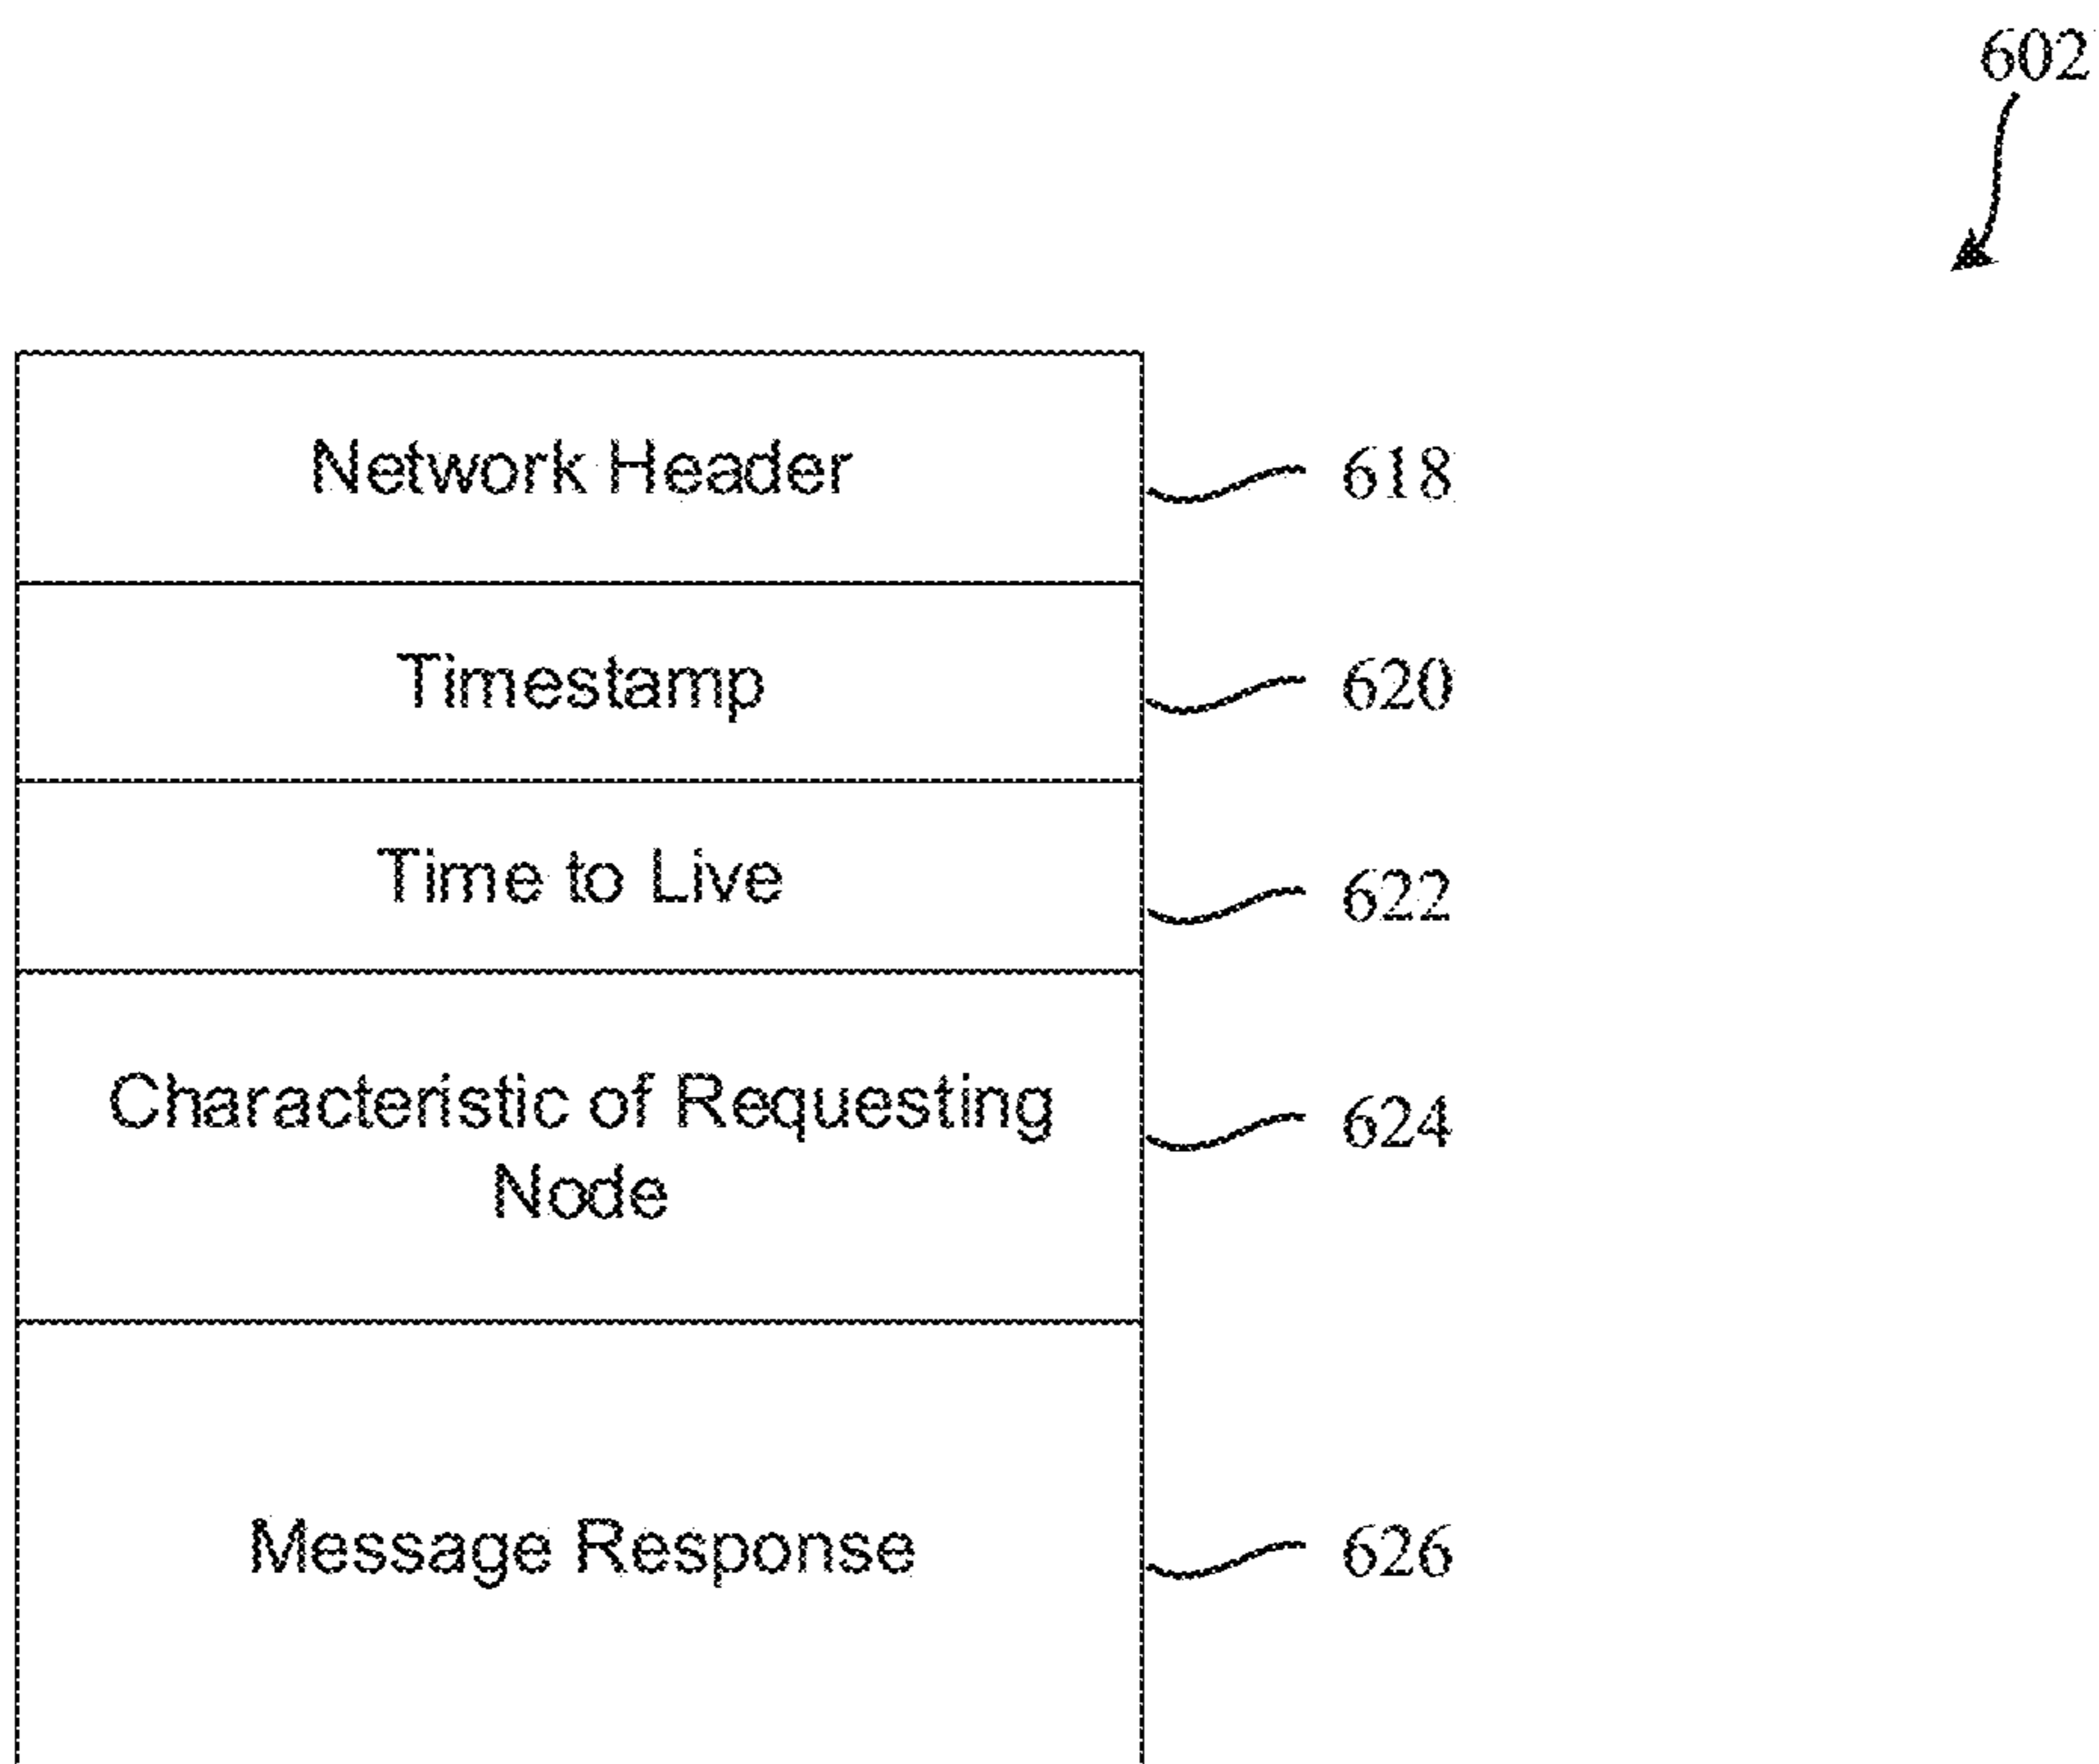 602
Network Header 618
Timestamp 620
Time to Live 622
Characteristic of Requesting 624
Node
Message Response 626